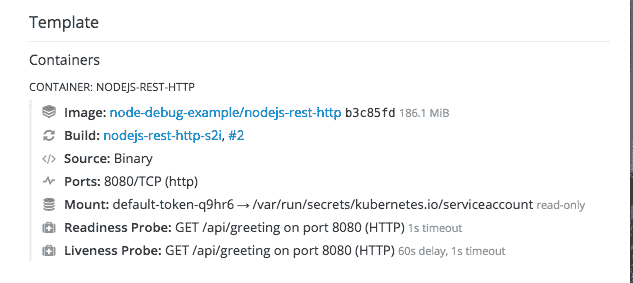 Template
Containers
CONTAINER: NODEJS-REST-HTTP
Image: node-debug-example/nodejs-rest-http b3c85fd 186.1 MiB
Build: nodejs-rest-http-s2i, #2
</> Source: Binary
Ports: 8080/TCP (http)
Mount: default-token-q9hr6 → /var/run/secrets/kubernetes.io/serviceaccount read-only
Readiness Probe: GET /api/greeting on port 8080 (HTTP) 1s timeout
Liveness Probe: GET /api/greeting on port 8080 (HTTP) 60s delay, 1s timeout